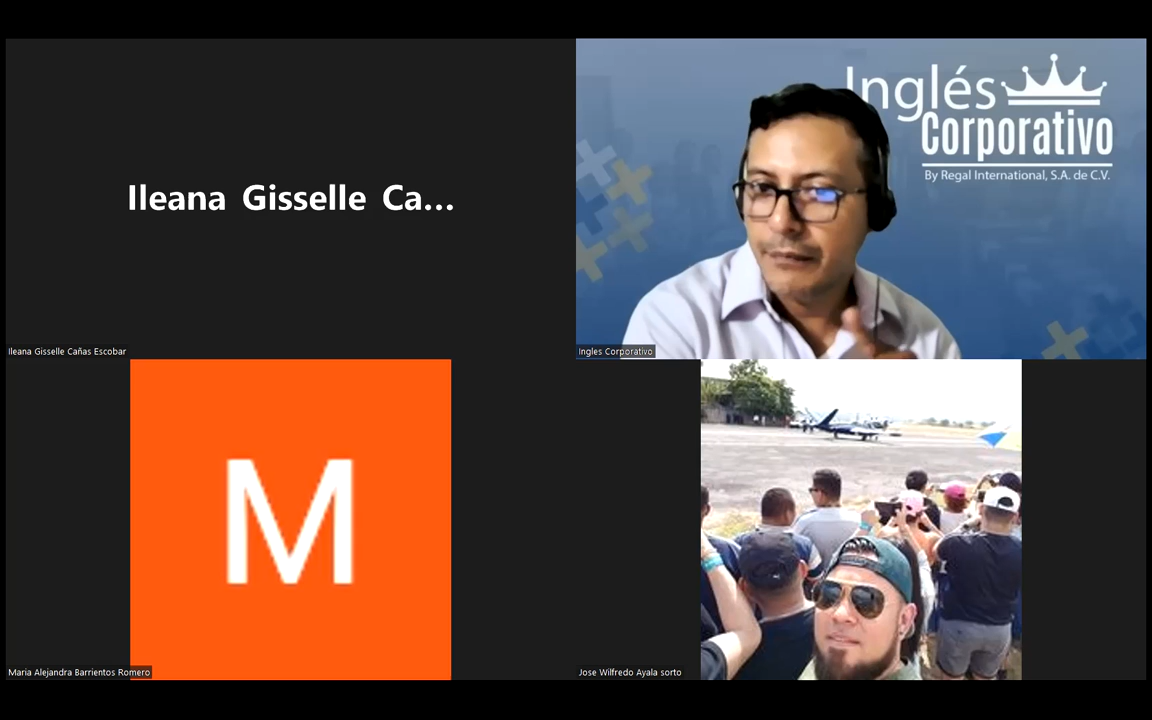 Ileana Gisselle Ca...
Ileana Gisselle Cañas Escobar
Inglés
Corporativo
By Regal International, S.A. de C.V.
Ingles Corporativo
M
Maria Alejandra Barrientos Romero
Jose Wilfredo Ayala sorto